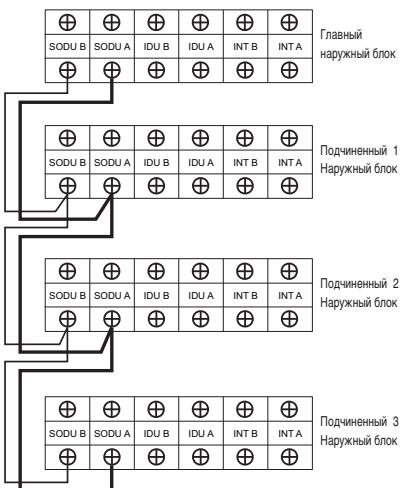 SODU B SODU A IDU B IDU A INT B INT A
Главный
наружный блок
SODU B SODU A IDU B IDU A INT B INT A
Подчиненный 1
Наружный блок
SODU B SODU A IDU B IDU A INT B INT A
Подчиненный 2
Наружный блок
SODU B SODU A IDU B IDU A INT B INT A
Подчиненный 3
Наружный блок